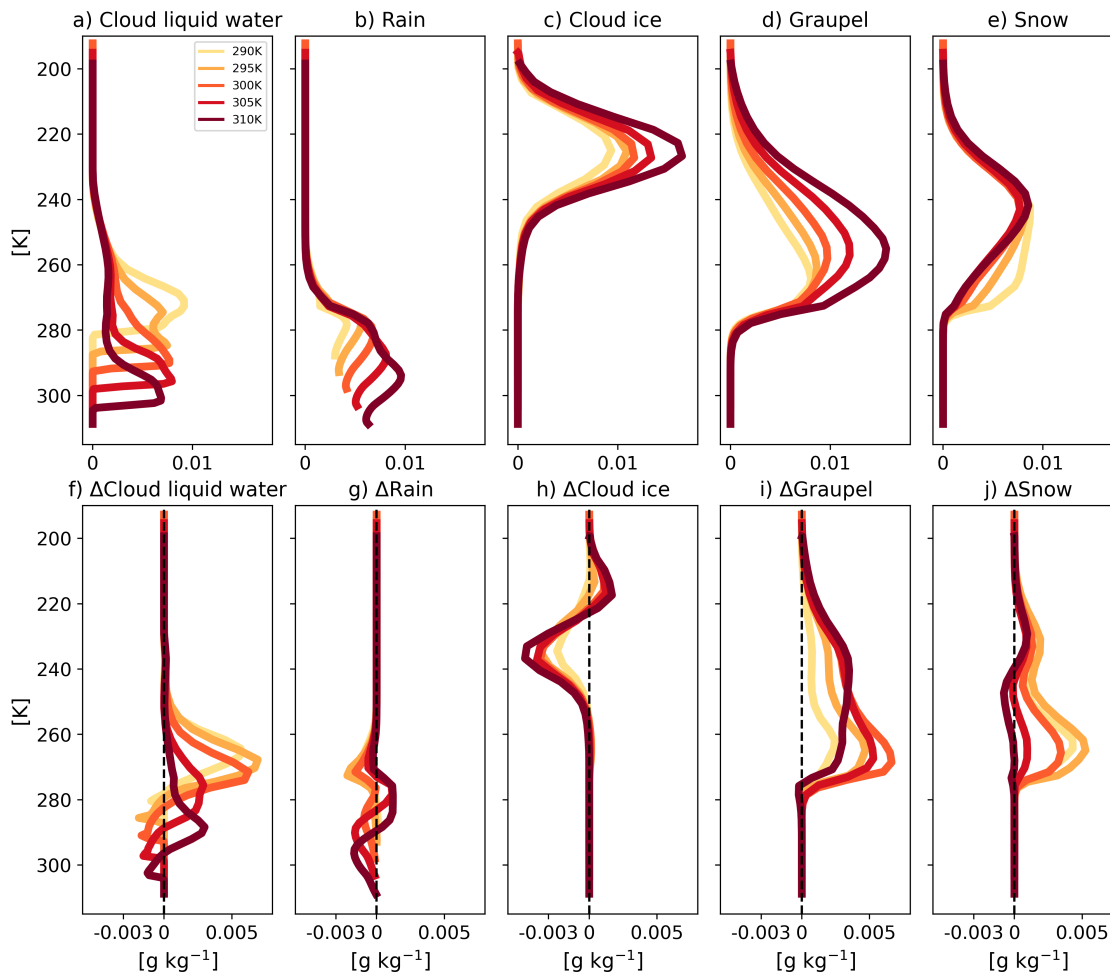 a) Cloud liquid water
b) Rain
c) Cloud ice
d) Graupel
e) Snow
290K
295K
300K
305K
310K
[K]
200
220
240
260
280
300
0 0.01
0 0.01
0 0.01
0 0.01
0 0.01
f) ΔCloud liquid water
g) ΔRain
h) ΔCloud ice
i) ΔGraupel
j) ΔSnow
[K]
200
220
240
260
280
300
-0.003 0 0.005
-0.003 0 0.005
-0.003 0 0.005
-0.003 0 0.005
-0.003 0 0.005
[g kg⁻¹]
[g kg⁻¹]
[g kg⁻¹]
[g kg⁻¹]
[g kg⁻¹]